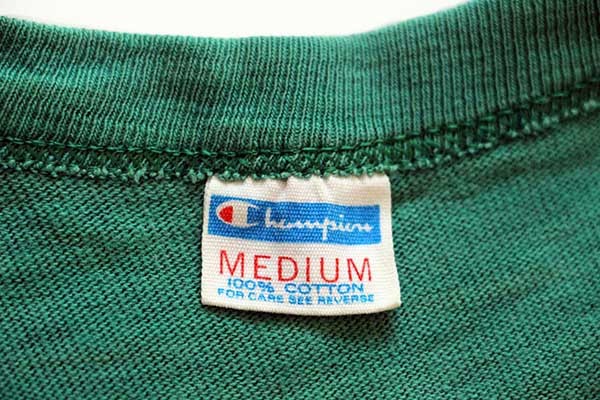 Champion
MEDIUM
100% COTTON
FOR CARE SEE REVERSE